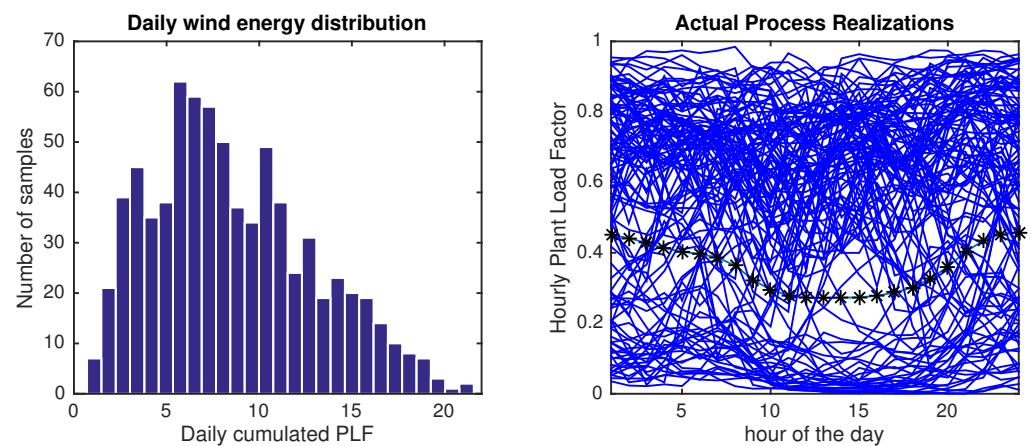 Daily wind energy distribution
70
60
50
40
30
20
10
0
Number of samples
0 5 10 15 20
Daily cumulated PLF
Actual Process Realizations
1
0.8
0.6
0.4
0.2
0
Hourly Plant Load Factor
5 10 15 20
hour of the day